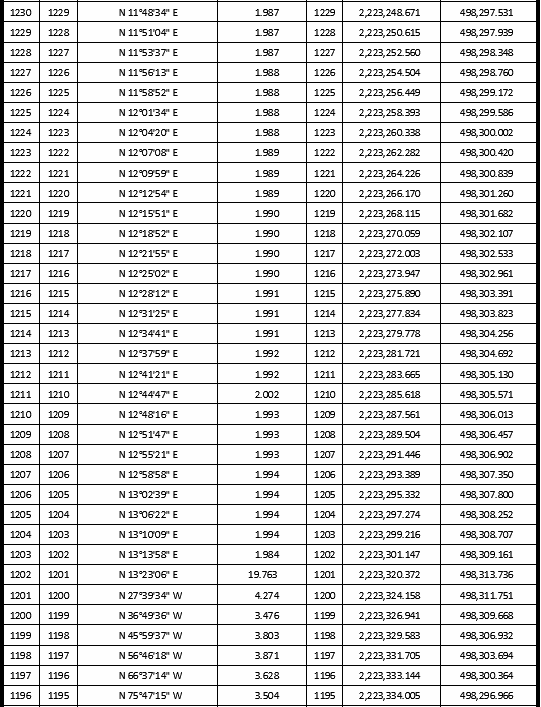 1230 1229 N 11°48'34" E 1.987 1229 2,223,248.671 498,297.531
1229 1228 N 11°51'04" E 1.987 1228 2,223,250.615 498,297.939
1228 1227 N 11°53'37" E 1.987 1227 2,223,252.560 498,298.348
1227 1226 N 11°56'13" E 1.988 1226 2,223,254.504 498,298.760
1226 1225 N 11°58'52" E 1.988 1225 2,223,256.449 498,299.172
1225 1224 N 12°01'34" E 1.988 1224 2,223,258.393 498,299.586
1224 1223 N 12°04'20" E 1.988 1223 2,223,260.338 498,300.002
1223 1222 N 12°07'08" E 1.989 1222 2,223,262.282 498,300.420
1222 1221 N 12°09'59" E 1.989 1221 2,223,264.226 498,300.839
1221 1220 N 12°12'54" E 1.989 1220 2,223,266.170 498,301.260
1220 1219 N 12°15'51" E 1.990 1219 2,223,268.115 498,301.682
1219 1218 N 12°18'52" E 1.990 1218 2,223,270.059 498,302.107
1218 1217 N 12°21'55" E 1.990 1217 2,223,272.003 498,302.533
1217 1216 N 12°25'02" E 1.990 1216 2,223,273.947 498,302.961
1216 1215 N 12°28'12" E 1.991 1215 2,223,275.890 498,303.391
1215 1214 N 12°31'25" E 1.991 1214 2,223,277.834 498,303.823
1214 1213 N 12°34'41" E 1.991 1213 2,223,279.778 498,304.256
1213 1212 N 12°37'59" E 1.992 1212 2,223,281.721 498,304.692
1212 1211 N 12°41'21" E 1.992 1211 2,223,283.665 498,305.130
1211 1210 N 12°44'47" E 2.002 1210 2,223,285.618 498,305.571
1210 1209 N 12°48'16" E 1.993 1209 2,223,287.561 498,306.013
1209 1208 N 12°51'47" E 1.993 1208 2,223,289.504 498,306.457
1208 1207 N 12°55'21" E 1.993 1207 2,223,291.446 498,306.902
1207 1206 N 12°58'58" E 1.994 1206 2,223,293.389 498,307.350
1206 1205 N 13°02'39" E 1.994 1205 2,223,295.332 498,307.800
1205 1204 N 13°06'22" E 1.994 1204 2,223,297.274 498,308.252
1204 1203 N 13°10'09" E 1.994 1203 2,223,299.216 498,308.707
1203 1202 N 13°13'58" E 1.984 1202 2,223,301.147 498,309.161
1202 1201 N 13°23'06" E 19.763 1201 2,223,320.372 498,313.736
1201 1200 N 27°39'34" W 4.274 1200 2,223,324.158 498,311.751
1200 1199 N 36°49'36" W 3.476 1199 2,223,326.941 498,309.668
1199 1198 N 45°59'37" W 3.803 1198 2,223,329.583 498,306.932
1198 1197 N 56°46'18" W 3.871 1197 2,223,331.705 498,303.694
1197 1196 N 66°37'14" W 3.628 1196 2,223,333.144 498,300.364
1196 1195 N 75°47'15" W 3.504 1195 2,223,334.005 498,296.966